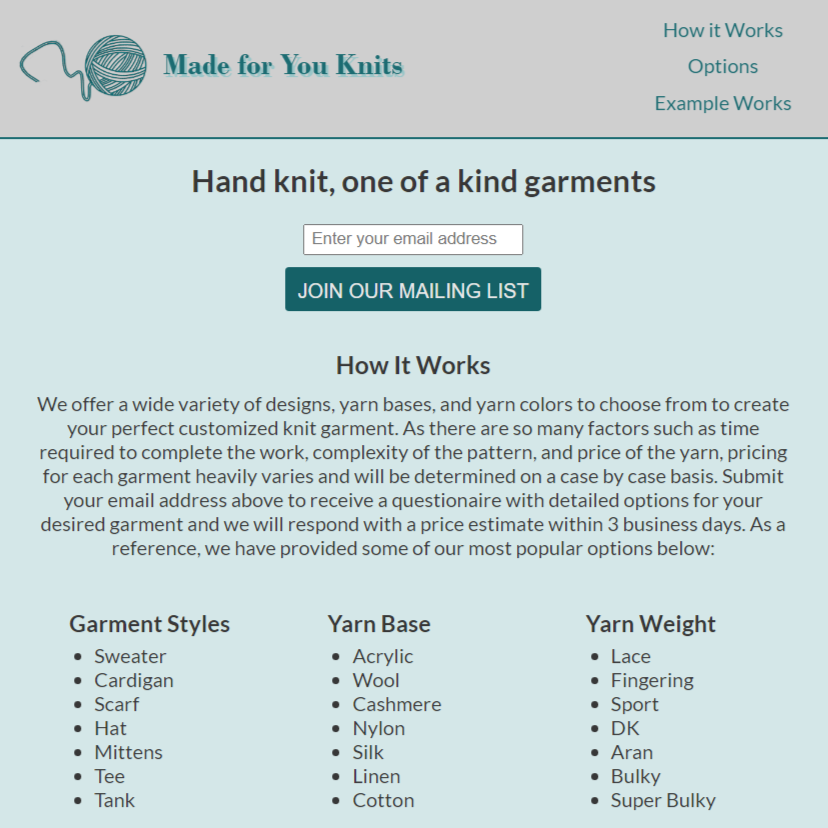 Made for You Knits
How it Works
Options
Example Works
Hand knit, one of a kind garments
Enter your email address
JOIN OUR MAILING LIST
How It Works
We offer a wide variety of designs, yarn bases, and yarn colors to choose from to create
your perfect customized knit garment. As there are so many factors such as time
required to complete the work, complexity of the pattern, and price of the yarn, pricing
for each garment heavily varies and will be determined on a case by case basis. Submit
your email address above to receive a questionaire with detailed options for your
desired garment and we will respond with a price estimate within 3 business days. As a
reference, we have provided some of our most popular options below:
Garment Styles
Sweater
Cardigan
Scarf
Hat
Mittens
Tee
Tank
Yarn Base
Acrylic
Wool
Cashmere
Nylon
Silk
Linen
Cotton
Yarn Weight
Lace
Fingering
Sport
DK
Aran
Bulky
Super Bulky